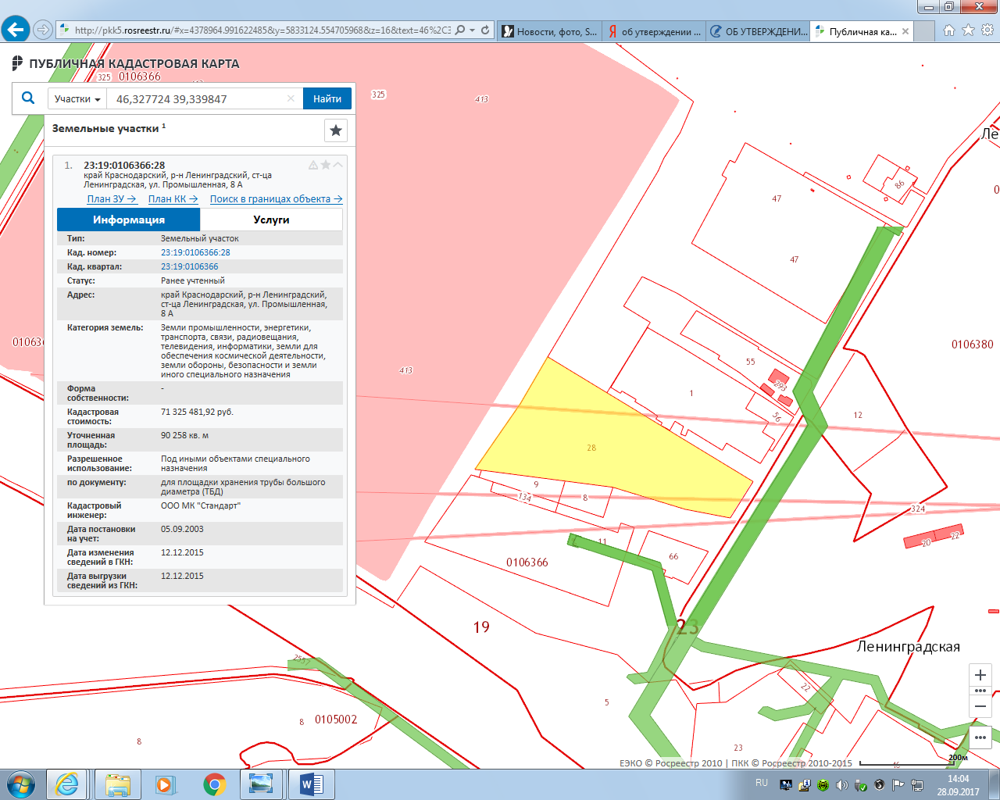 http://pkk5.rosreestr.ru/#x=4378964.991622485&y=5833124.554705968&z=16&text=46%2C3
Новости, фото, S...
об утверждении ...
ОБ УТВЕРЖДЕНИ...
Публичная ка...
ПУБЛИЧНАЯ КАДАСТРОВАЯ КАРТА
Участки
46,327724 39,339847
Найти
Земельные участки 1
1. 23:19:0106366:28
край Краснодарский, р-н Ленинградский, ст-ца
Ленинградская, ул. Промышленная, 8 А
План ЗУ → План КК → Поиск в границах объекта →
Информация Услуги
Тип: Земельный участок
Кад. номер: 23:19:0106366:28
Кад. квартал: 23:19:0106366
Статус: Ранее учтенный
Адрес: край Краснодарский, р-н Ленинградский,
ст-ца Ленинградская, ул. Промышленная,
8 А
Категория земель: Земли промышленности, энергетики,
транспорта, связи, радиовещания,
телевидения, информатики, земли для
обеспечения космической деятельности,
земли обороны, безопасности и земли
иного специального назначения
Форма
собственности: -
Кадастровая
стоимость: 71 325 481,92 руб.
Уточненная
площадь: 90 258 кв. м
Разрешенное
использование: Под иными объектами специального
назначения
по документу: для площадки хранения трубы большого
диаметра (ТБД)
Кадастровый
инженер: ООО МК "Стандарт"
Дата постановки
на учет: 05.09.2003
Дата изменения
сведений в ГКН: 12.12.2015
Дата выгрузки
сведений из ГКН: 12.12.2015
325
0106366
325
413
413
47
47
86
Ле
0106380
55
293
1
56
12
28
9
134
8
324
20
22
11
66
0106366
19
23
Ленинградская
2557
22
5
8
8
0105002
23
ЕЭКО © Росреестр 2010 | ПКК © Росреестр 2010-2015
200м
RU
14:04
28.09.2017